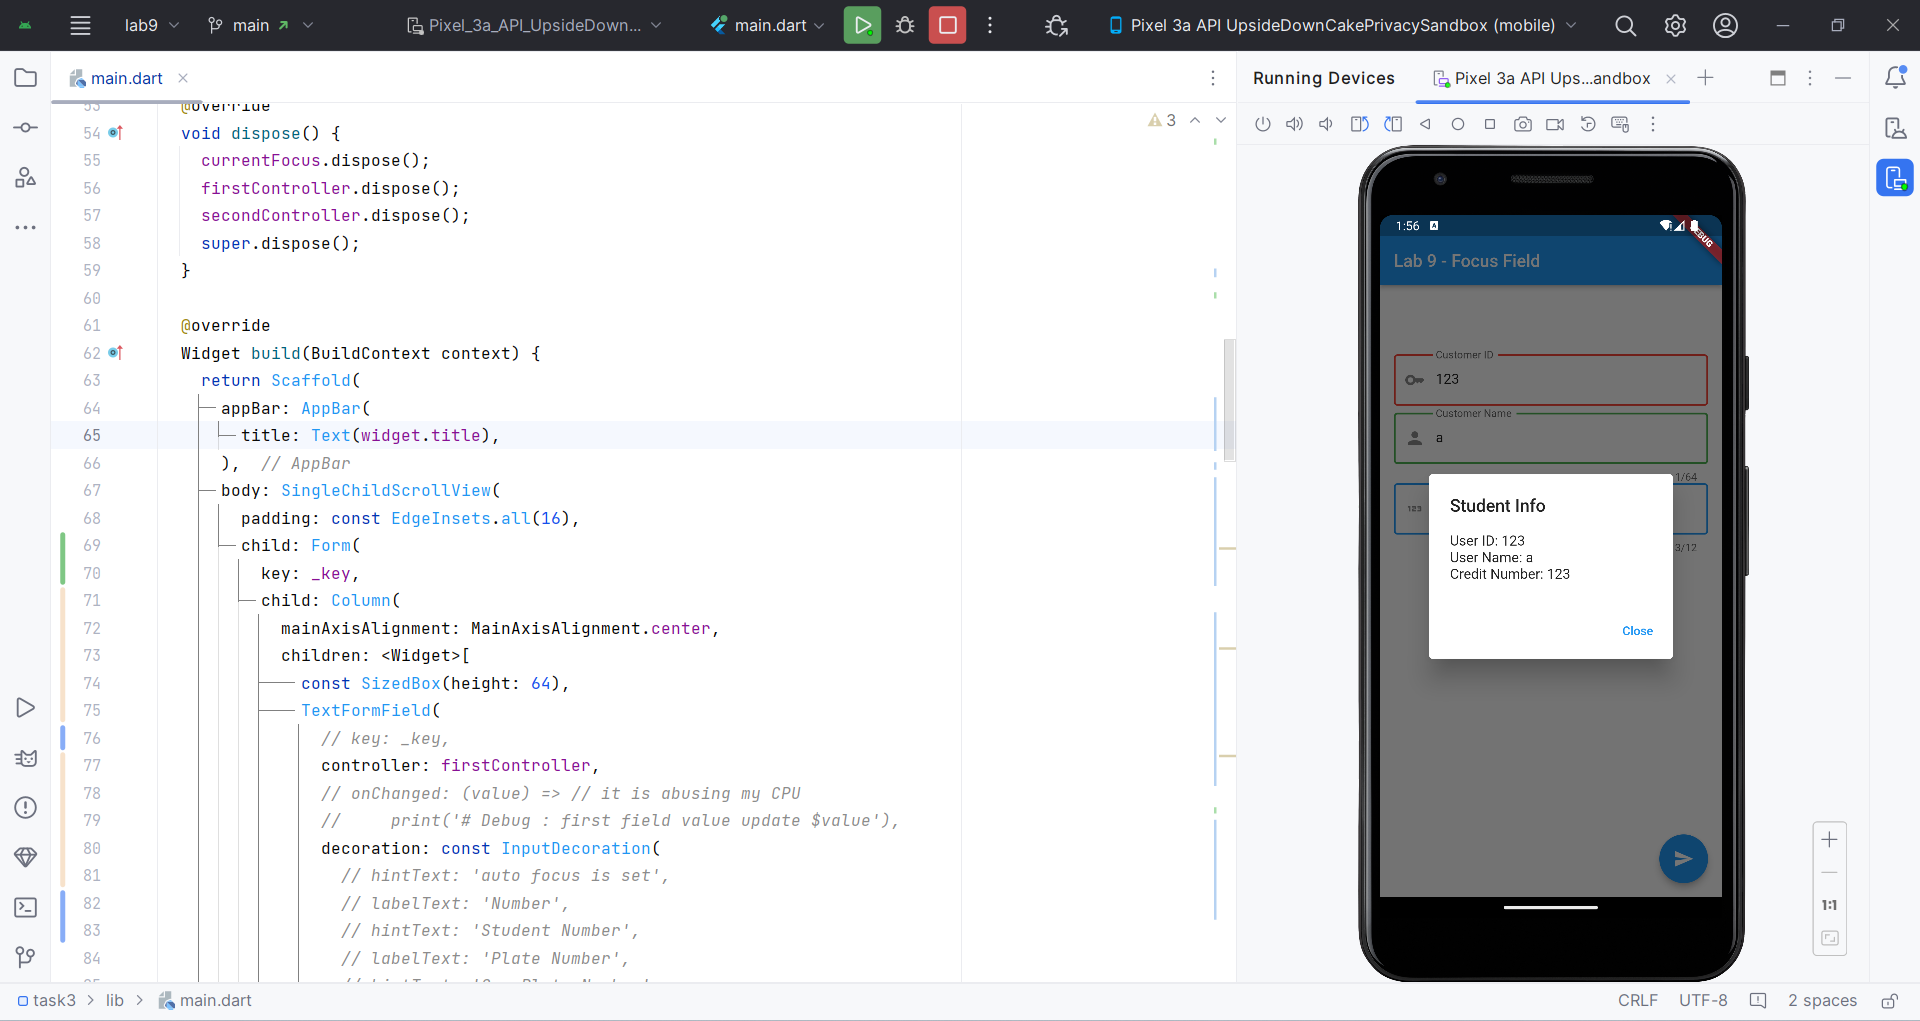 lab9
main
Pixel_3a_API_UpsideDown...
main.dart
Pixel 3a API UpsideDownCakePrivacySandbox (mobile)
main.dart
Running Devices
Pixel 3a API Ups...andbox
3
53 @override
54 void dispose() {
55 currentFocus.dispose();
56 firstController.dispose();
57 secondController.dispose();
58 super.dispose();
59 }
60
61 @override
62 Widget build(BuildContext context) {
63 return Scaffold(
64 appBar: AppBar(
65 title: Text(widget.title),
66 ), // AppBar
67 body: SingleChildScrollView(
68 padding: const EdgeInsets.all(16),
69 child: Form(
70 key: _key,
71 child: Column(
72 mainAxisAlignment: MainAxisAlignment.center,
73 children: <Widget>[
74 const SizedBox(height: 64),
75 TextFormField(
76 // key: _key,
77 controller: firstController,
78 // onChanged: (value) => // it is abusing my CPU
79 //     print('# Debug : first field value update $value'),
80 decoration: const InputDecoration(
81 // hintText: 'auto focus is set',
82 // labelText: 'Number',
83 // hintText: 'Student Number',
84 // labelText: 'Plate Number',
1:56
DEBUG
Lab 9 - Focus Field
Customer ID
123
Customer Name
a
1/64
123
3/12
Student Info
User ID: 123
User Name: a
Credit Number: 123
Close
1:1
task3 > lib > main.dart
CRLF
UTF-8
2 spaces